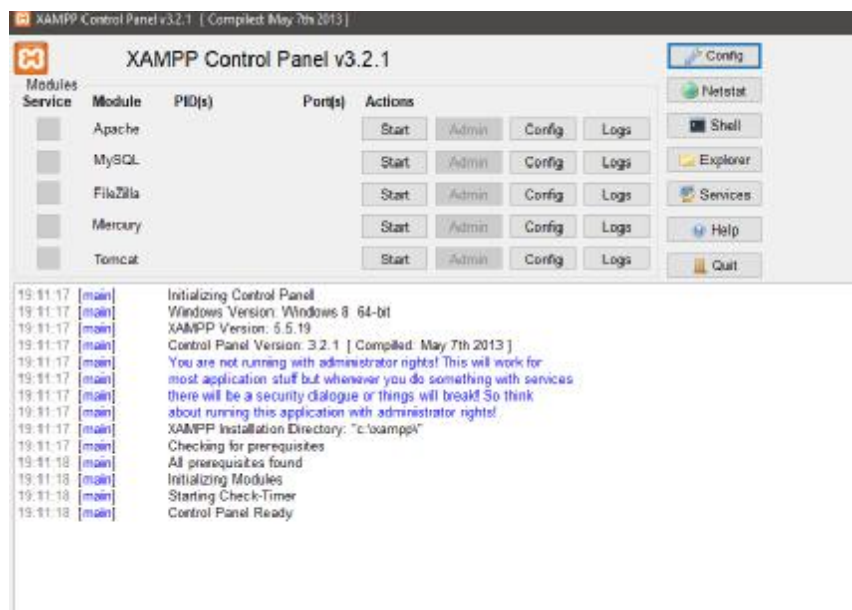 XAMPP Control Panel v3.2.1 [ Compiled: May 7th 2013 ]
XAMPP Control Panel v3.2.1
Config
Modules
Service Module PID(s) Port(s) Actions
Netstat
Apache Start Admin Config Logs
Shell
MySQL Start Admin Config Logs
Explorer
FileZilla Start Admin Config Logs
Services
Mercury Start Admin Config Logs
Help
Tomcat Start Admin Config Logs
Quit
19:11:17 [main] Initializing Control Panel
19:11:17 [main] Windows Version: Windows 8 64-bit
19:11:17 [main] XAMPP Version: 5.5.19
19:11:17 [main] Control Panel Version: 3.2.1 [ Compiled: May 7th 2013 ]
19:11:17 [main] You are not running with administrator rights! This will work for
19:11:17 [main] most application stuff but whenever you do something with services
19:11:17 [main] there will be a security dialogue or things will break! So think
19:11:17 [main] about running this application with administrator rights!
19:11:17 [main] XAMPP Installation Directory: "c:\xampp\"
19:11:17 [main] Checking for prerequisites
19:11:18 [main] All prerequisites found
19:11:18 [main] Initializing Modules
19:11:18 [main] Starting Check-Timer
19:11:18 [main] Control Panel Ready